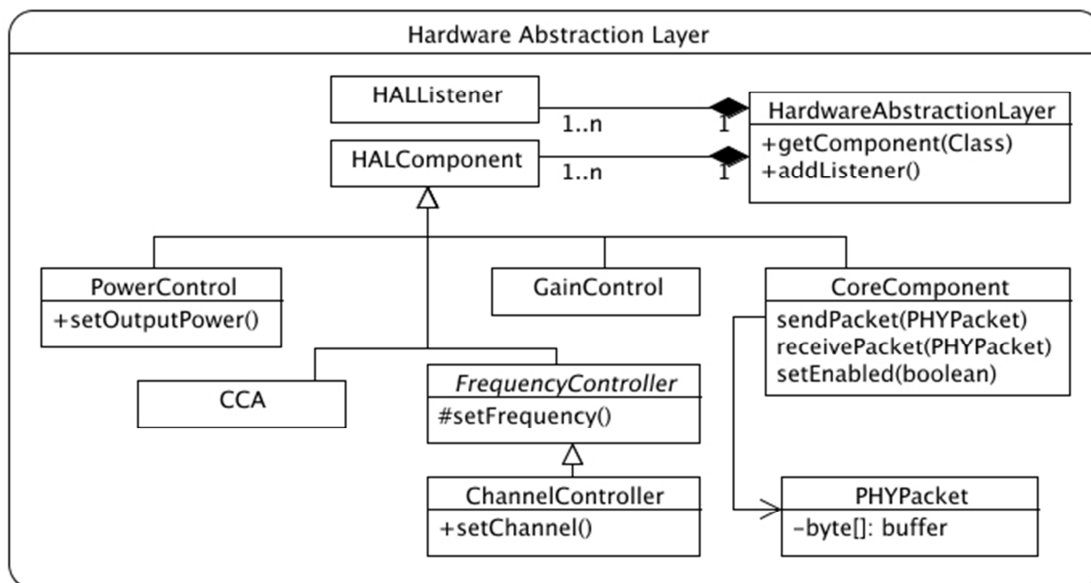 Hardware Abstraction Layer
HALListener
1..n
1
HardwareAbstractionLayer
+getComponent(Class)
+addListener()
HALComponent
1..n
1
PowerControl
+setOutputPower()
GainControl
CoreComponent
sendPacket(PHYPacket)
receivePacket(PHYPacket)
setEnabled(boolean)
CCA
FrequencyController
#setFrequency()
ChannelController
+setChannel()
PHYPacket
-byte[]: buffer